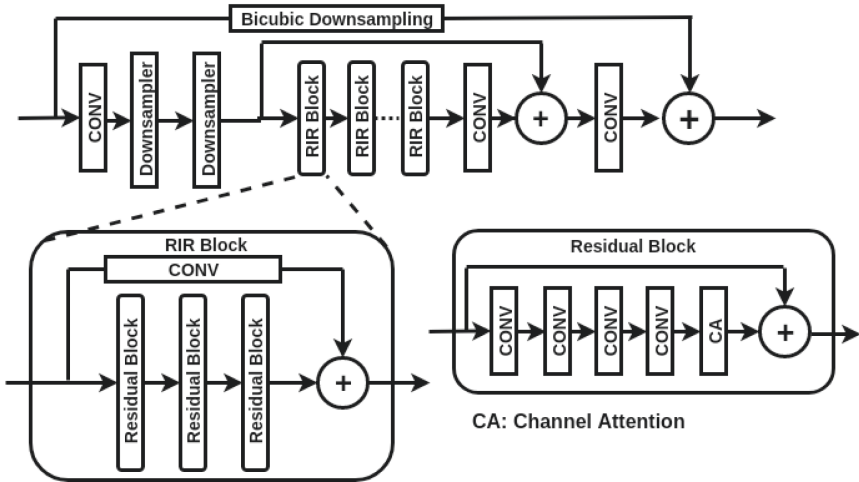 Bicubic Downsampling
CONV
Downsampler
Downsampler
RIR Block
RIR Block
RIR Block
CONV
+
CONV
+
RIR Block
CONV
Residual Block
Residual Block
Residual Block
+
Residual Block
CONV
CONV
CONV
CONV
CA
+
CA: Channel Attention